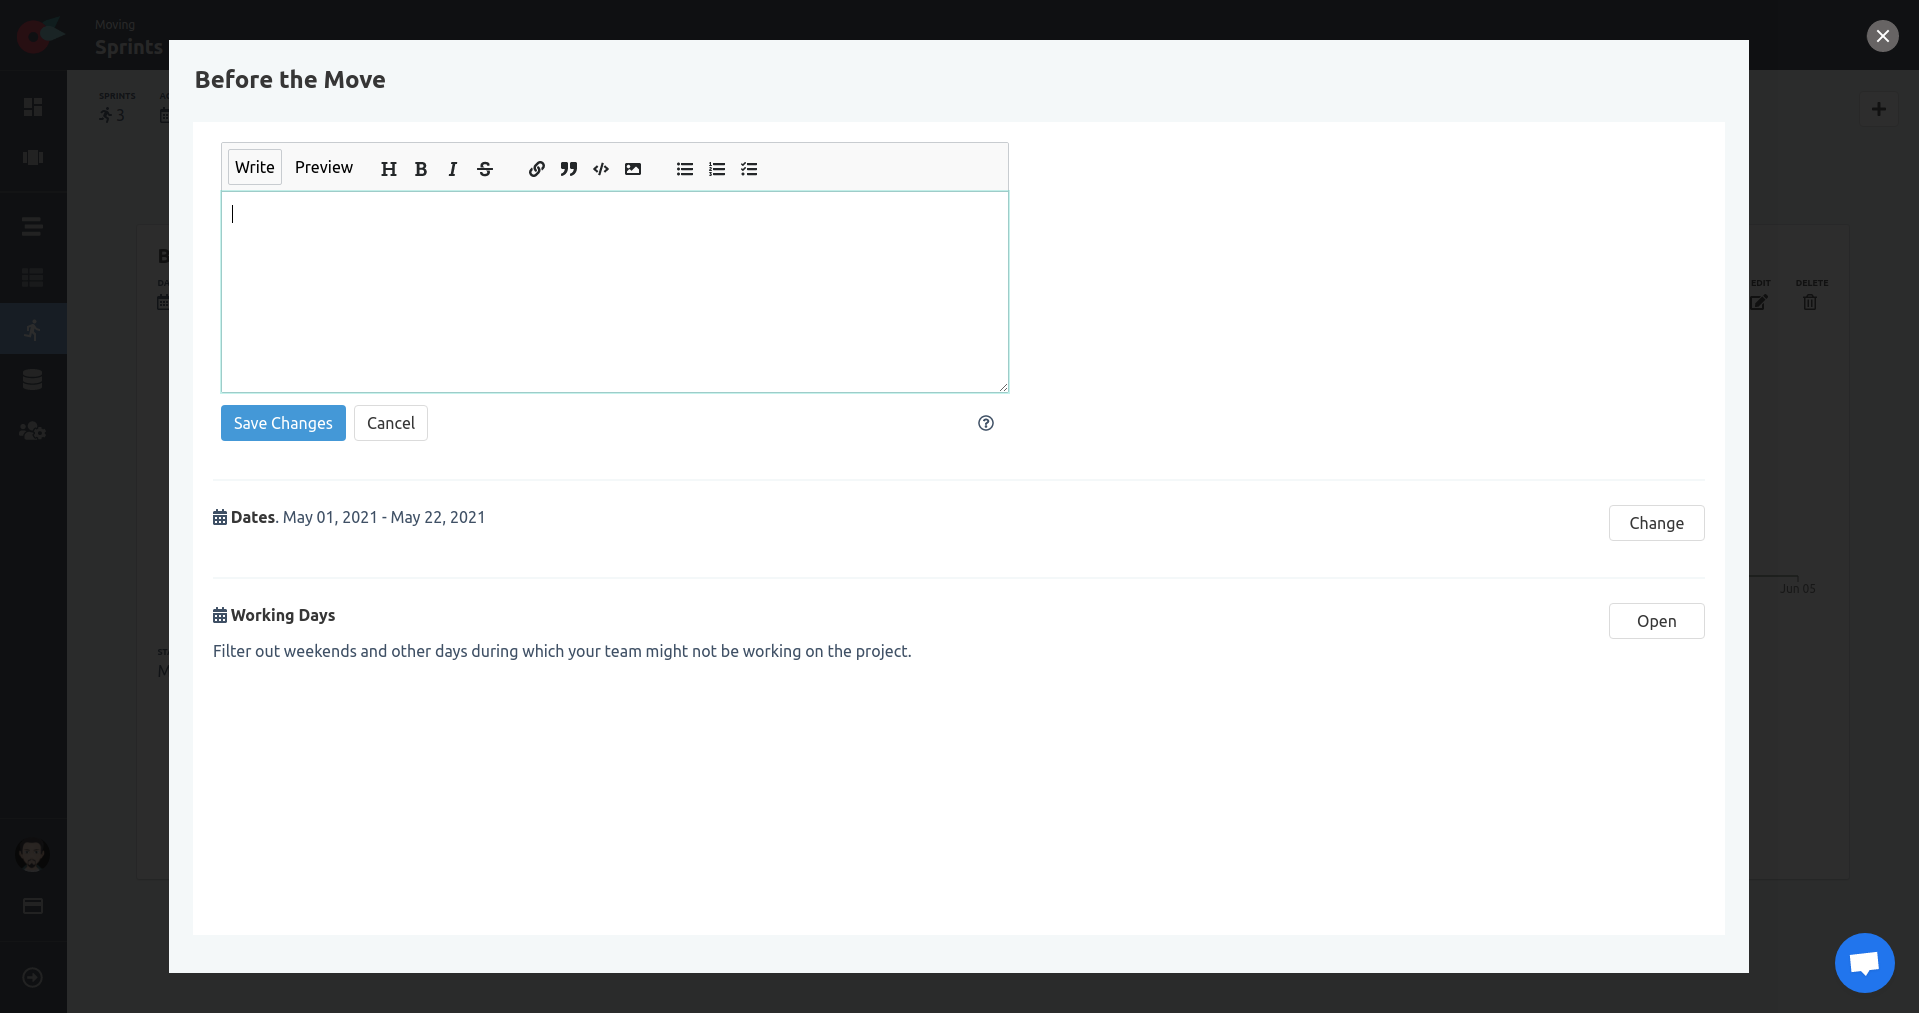 Moving
Sprints
SPRINTS
3
Before the Move
Write Preview
Save Changes Cancel
EDIT DELETE
Dates. May 01, 2021 - May 22, 2021
Change
Jun 05
Working Days
Open
Filter out weekends and other days during which your team might not be working on the project.